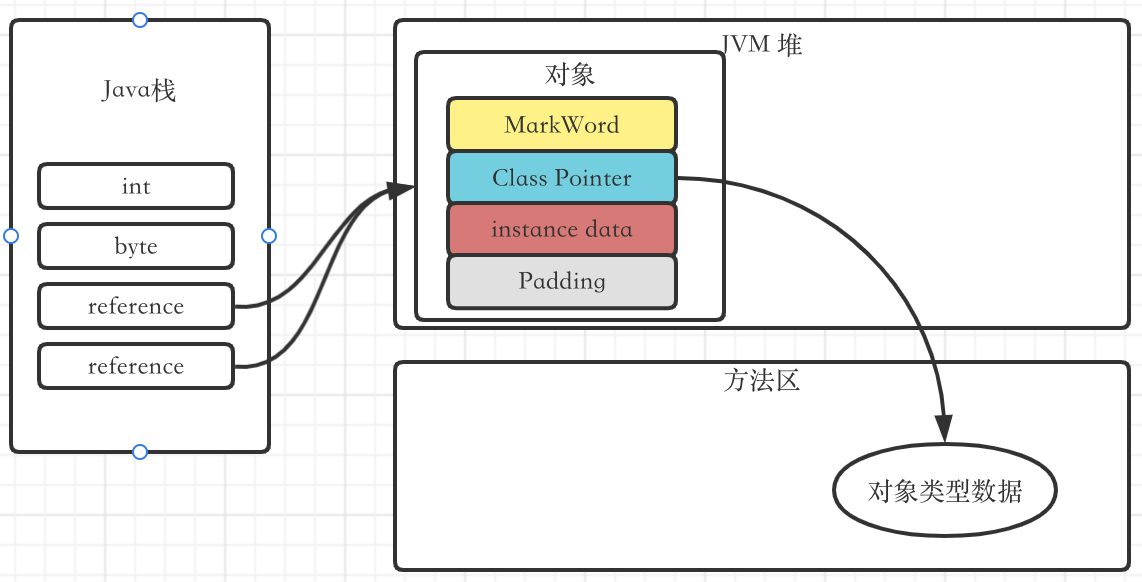 Java栈
int
byte
reference
reference
JVM 堆
对象
MarkWord
Class Pointer
instance data
Padding
方法区
对象类型数据